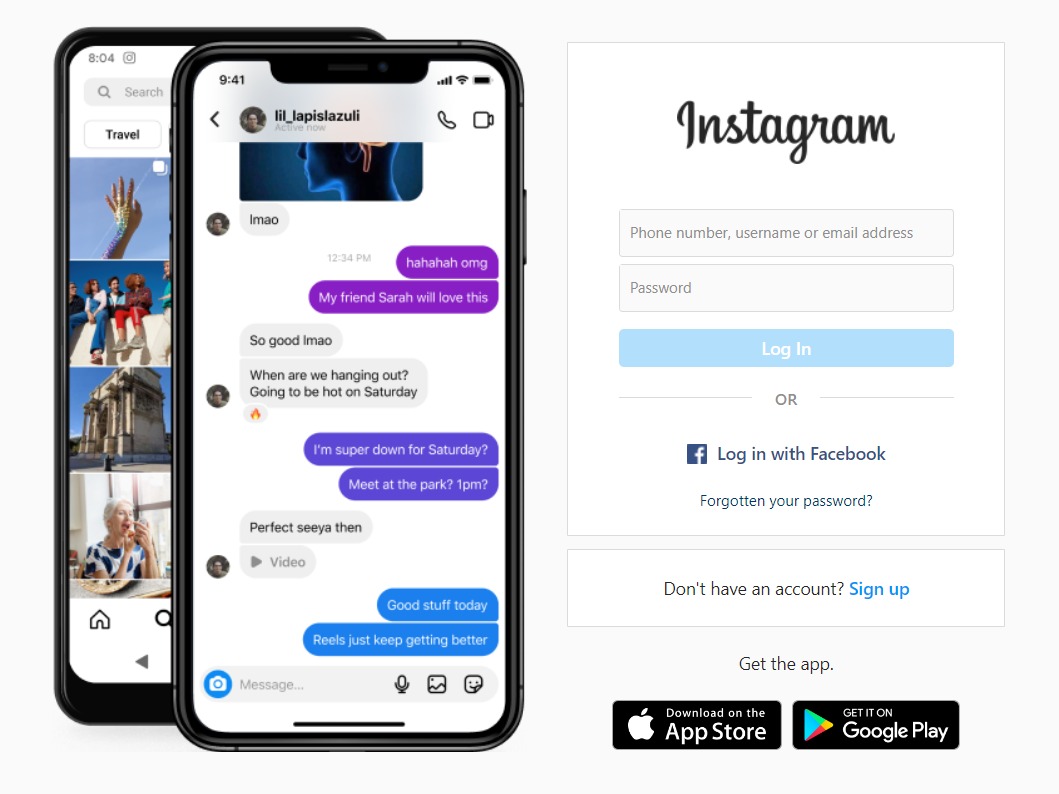 8:04
Search
Travel
9:41
lil_lapislazuli
Active now
lmao
12:34 PM
hahahah omg
My friend Sarah will love this
So good lmao
When are we hanging out?
Going to be hot on Saturday
🔥
I'm super down for Saturday?
Meet at the park? 1pm?
Perfect seeya then
Video
Good stuff today
Reels just keep getting better
Message...
Instagram
Phone number, username or email address
Password
Log In
OR
Log in with Facebook
Forgotten your password?
Don't have an account? Sign up
Get the app.
Download on the
App Store
GET IT ON
Google Play